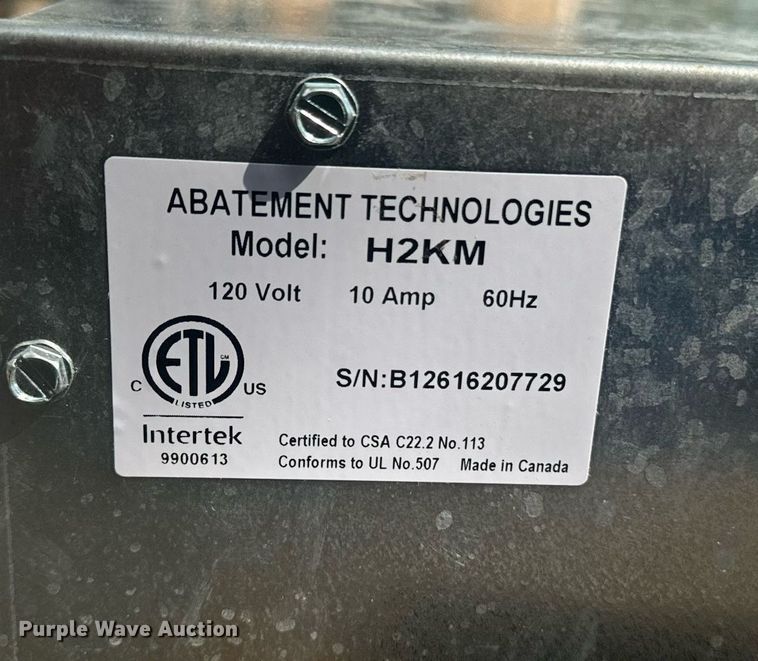 ABATEMENT TECHNOLOGIES
Model: H2KM
120 Volt 10 Amp 60Hz
ETL CM
C US
LISTED
S/N:B12616207729
Intertek
9900613
Certified to CSA C22.2 No.113
Conforms to UL No.507 Made in Canada
Purple Wave Auction